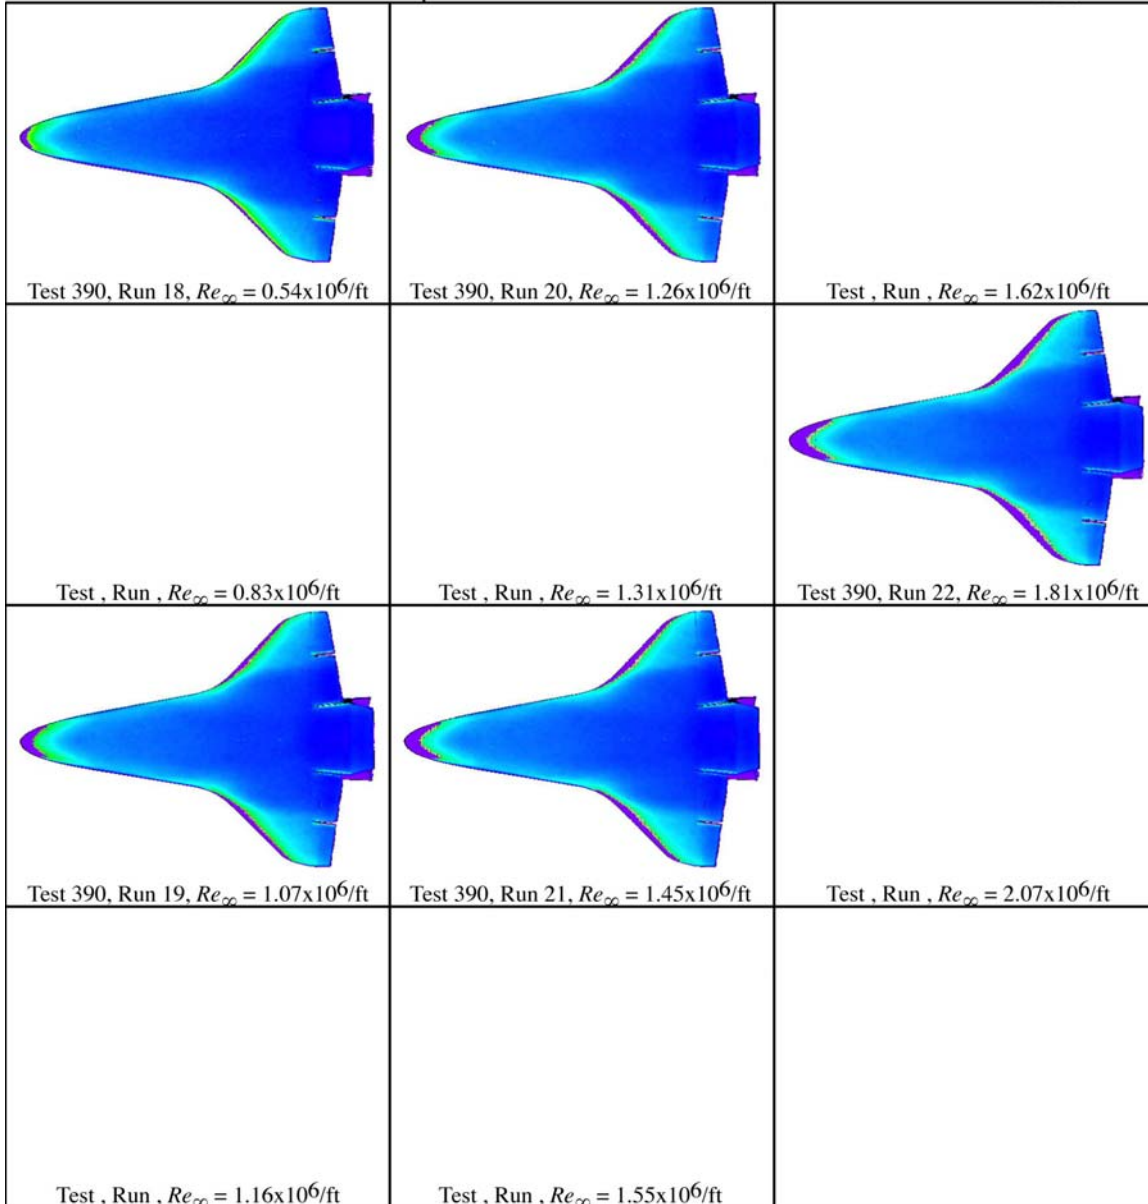 Test 390, Run 18, Re∞ = 0.54x10⁶/ft
Test 390, Run 20, Re∞ = 1.26x10⁶/ft
Test , Run , Re∞ = 1.62x10⁶/ft
Test , Run , Re∞ = 0.83x10⁶/ft
Test , Run , Re∞ = 1.31x10⁶/ft
Test 390, Run 22, Re∞ = 1.81x10⁶/ft
Test 390, Run 19, Re∞ = 1.07x10⁶/ft
Test 390, Run 21, Re∞ = 1.45x10⁶/ft
Test , Run , Re∞ = 2.07x10⁶/ft
Test , Run , Re∞ = 1.16x10⁶/ft
Test , Run , Re∞ = 1.55x10⁶/ft